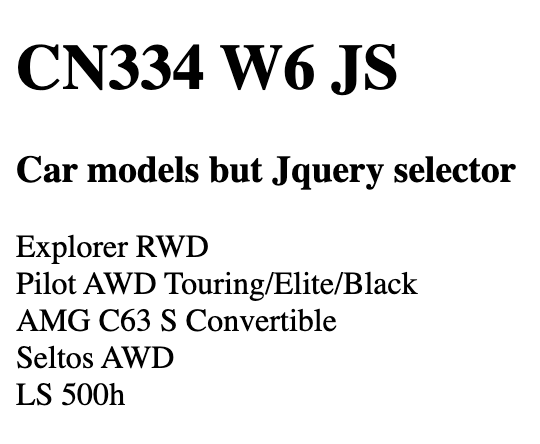 CN334 W6 JS
Car models but Jquery selector
Explorer RWD
Pilot AWD Touring/Elite/Black
AMG C63 S Convertible
Seltos AWD
LS 500h